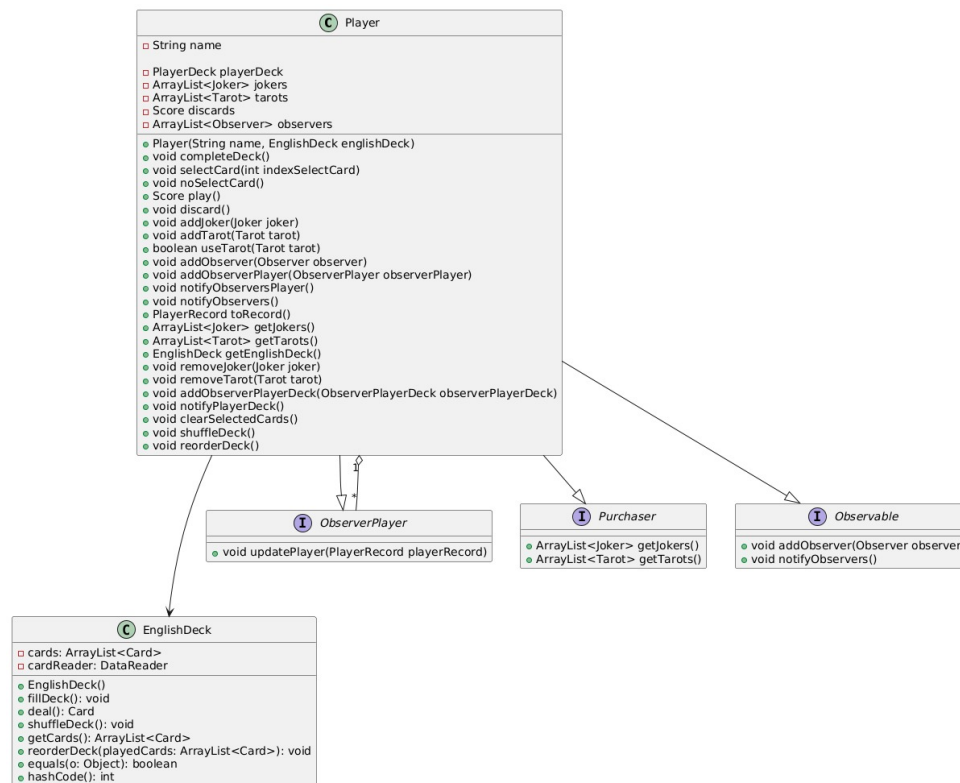 C Player
String name
PlayerDeck playerDeck
ArrayList<Joker> jokers
ArrayList<Tarot> tarots
Score discards
ArrayList<Observer> observers
Player(String name, EnglishDeck englishDeck)
void completeDeck()
void selectCard(int indexSelectCard)
void noSelectCard()
Score play()
void discard()
void addJoker(Joker joker)
void addTarot(Tarot tarot)
boolean useTarot(Tarot tarot)
void addObserver(Observer observer)
void addObserverPlayer(ObserverPlayer observerPlayer)
void notifyObserversPlayer()
void notifyObservers()
PlayerRecord toRecord()
ArrayList<Joker> getJokers()
ArrayList<Tarot> getTarots()
EnglishDeck getEnglishDeck()
void removeJoker(Joker joker)
void removeTarot(Tarot tarot)
void addObserverPlayerDeck(ObserverPlayerDeck observerPlayerDeck)
void notifyPlayerDeck()
void clearSelectedCards()
void shuffleDeck()
void reorderDeck()
1
*
I ObserverPlayer
void updatePlayer(PlayerRecord playerRecord)
I Purchaser
ArrayList<Joker> getJokers()
ArrayList<Tarot> getTarots()
I Observable
void addObserver(Observer observer
void notifyObservers()
C EnglishDeck
cards: ArrayList<Card>
cardReader: DataReader
EnglishDeck()
fillDeck(): void
deal(): Card
shuffleDeck(): void
getCards(): ArrayList<Card>
reorderDeck(playedCards: ArrayList<Card>): void
equals(o: Object): boolean
hashCode(): int